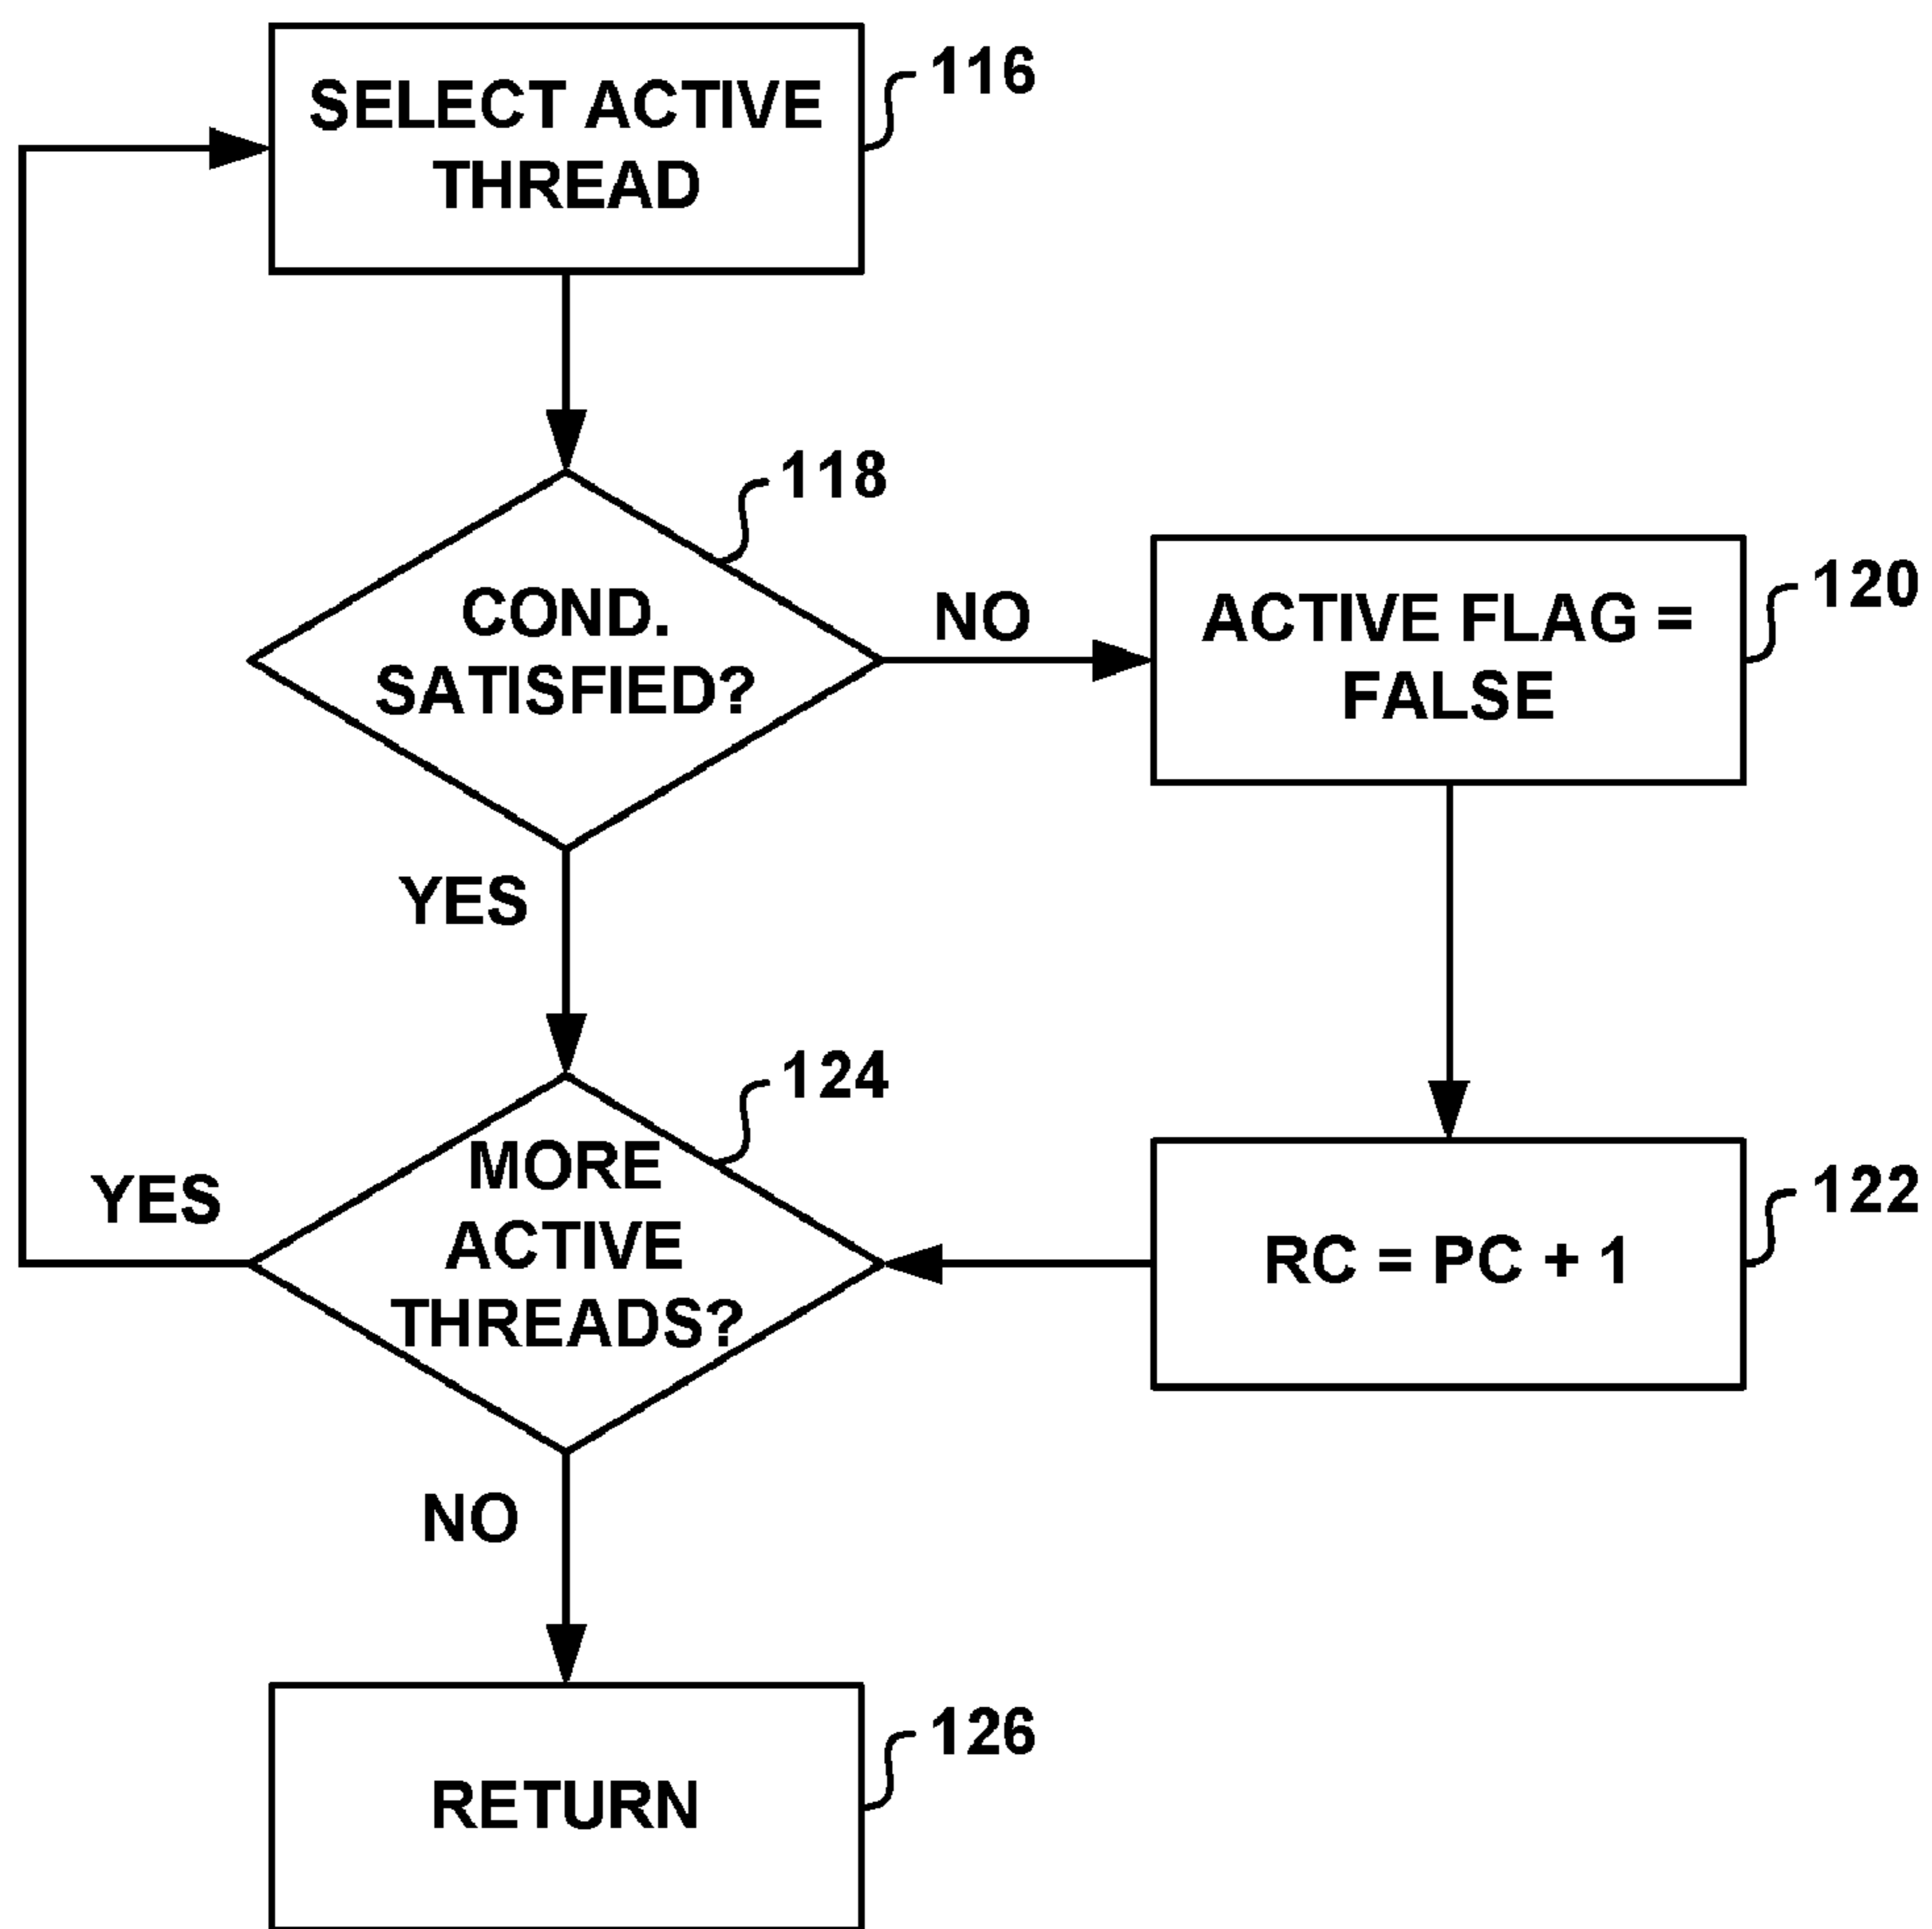 SELECT ACTIVE
THREAD
116
118
COND.
SATISFIED?
NO
ACTIVE FLAG =
FALSE
120
YES
124
MORE
ACTIVE
THREADS?
YES
RC = PC + 1
122
NO
RETURN
126